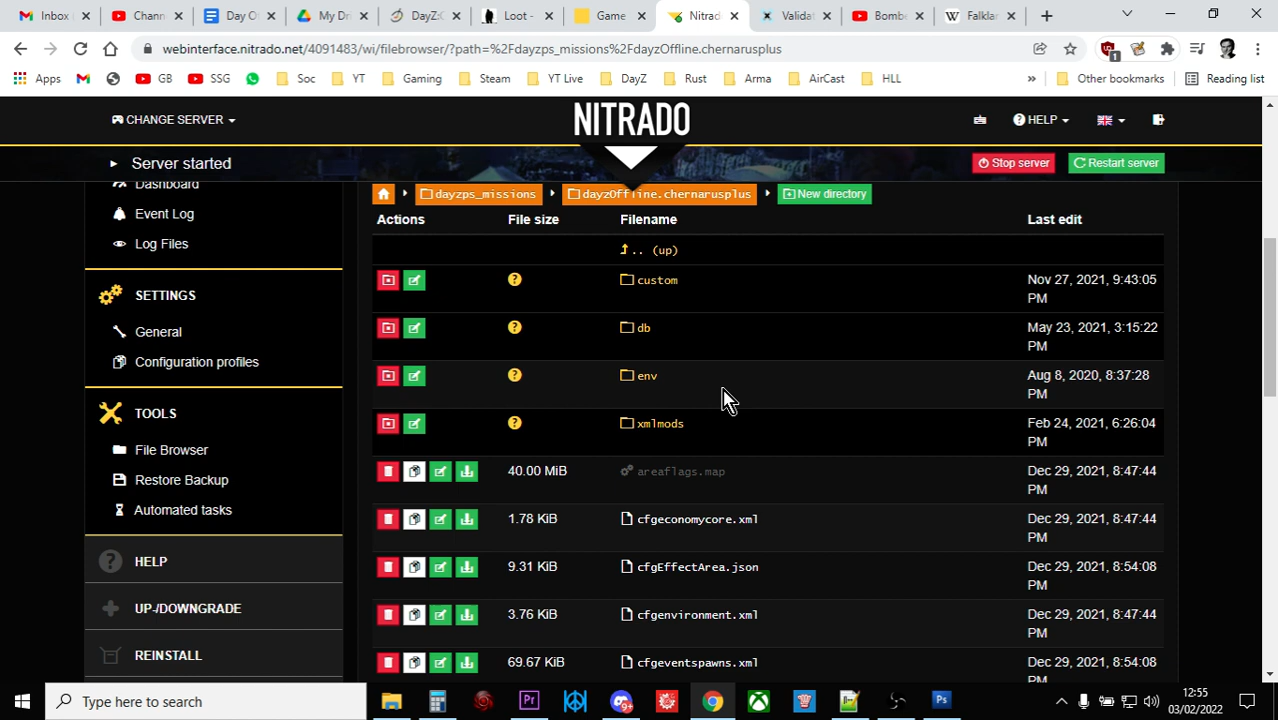 Inbox
Chann
Day O
My Dr
DayZ:
Loot -
Game
Nitrad
Valida
Bombe
Falkla
webinterface.nitrado.net/4091483/wi/filebrowser/?path=%2Fdayzps_missions%2FdayzOffline.chernarusplus
1
Apps
GB
SSG
Soc
YT
Gaming
Steam
YT Live
DayZ
Rust
Arma
AirCast
HLL
»
Other bookmarks
Reading list
CHANGE SERVER
NITRADO
HELP
Server started
Stop server
Restart server
Dashboard
Event Log
Log Files
SETTINGS
General
Configuration profiles
TOOLS
File Browser
Restore Backup
Automated tasks
HELP
UP-/DOWNGRADE
REINSTALL
dayzps_missions
dayzOffline.chernarusplus
New directory
Actions File size Filename Last edit
.. (up)
custom Nov 27, 2021, 9:43:05 PM
db May 23, 2021, 3:15:22 PM
env Aug 8, 2020, 8:37:28 PM
xmlmods Feb 24, 2021, 6:26:04 PM
40.00 MiB areaflags.map Dec 29, 2021, 8:47:44 PM
1.78 KiB cfgeconomycore.xml Dec 29, 2021, 8:47:44 PM
9.31 KiB cfgEffectArea.json Dec 29, 2021, 8:54:08 PM
3.76 KiB cfgenvironment.xml Dec 29, 2021, 8:47:44 PM
69.67 KiB cfgeventspawns.xml Dec 29, 2021, 8:54:08 PM
Type here to search
9+
12:55
03/02/2022